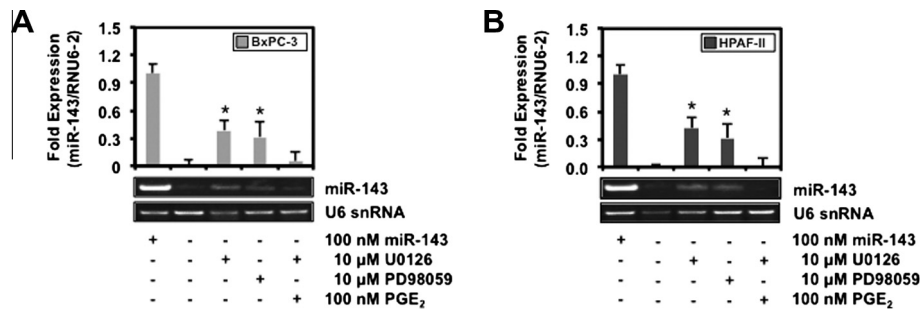 A
Fold Expression
(miR-143/RNU6-2)
1.5
1.2
0.9
0.6
0.3
0
BxPC-3
* *
miR-143
U6 snRNA
+ - - - - 100 nM miR-143
- - + - + 10 µM U0126
- - - + - 10 µM PD98059
- - - - + 100 nM PGE₂
B
Fold Expression
(miR-143/RNU6-2)
1.5
1.2
0.9
0.6
0.3
0.0
HPAF-II
* *
miR-143
U6 snRNA
+ - - - - 100 nM miR-143
- - + - + 10 µM U0126
- - - + - 10 µM PD98059
- - - - + 100 nM PGE₂